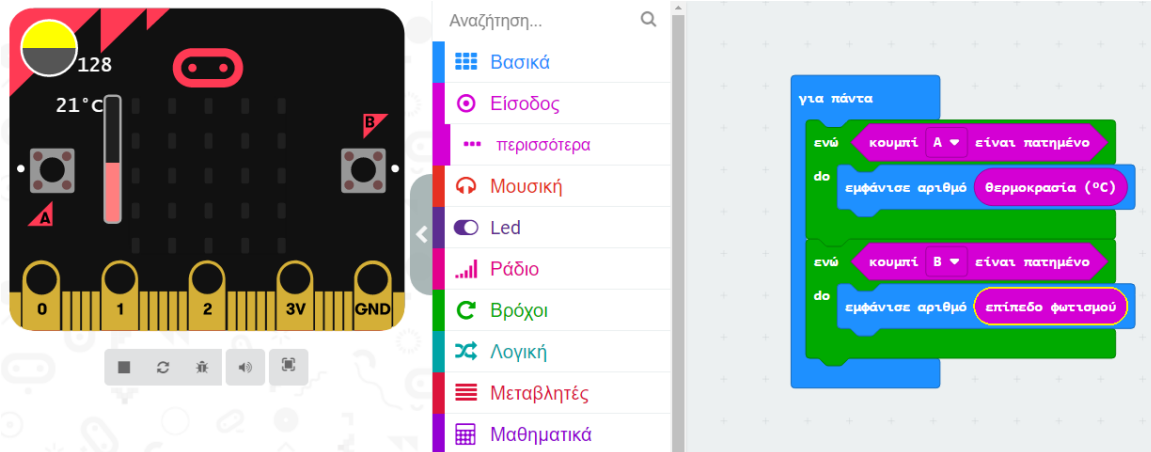 128
21°C
B
A
0
1
2
3V
GND
Αναζήτηση...
Βασικά
Είσοδος
περισσότερα
Μουσική
Led
Ράδιο
Βρόχοι
Λογική
Μεταβλητές
Μαθηματικά
για πάντα
ενώ κουμπί A είναι πατημένο
do εμφάνισε αριθμό θερμοκρασία (°C)
ενώ κουμπί B είναι πατημένο
do εμφάνισε αριθμό επίπεδο φωτισμού